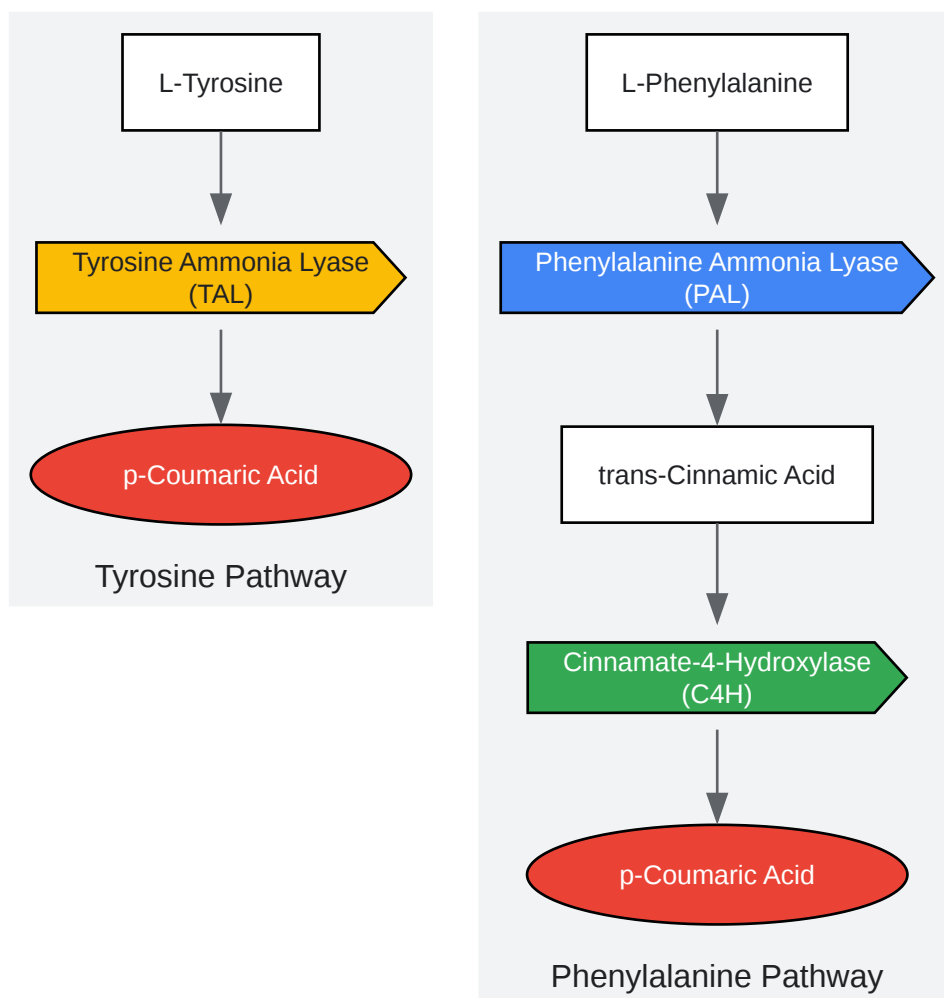 L-Tyrosine
Tyrosine Ammonia Lyase
(TAL)
p-Coumaric Acid
Tyrosine Pathway
L-Phenylalanine
Phenylalanine Ammonia Lyase
(PAL)
trans-Cinnamic Acid
Cinnamate-4-Hydroxylase
(C4H)
p-Coumaric Acid
Phenylalanine Pathway